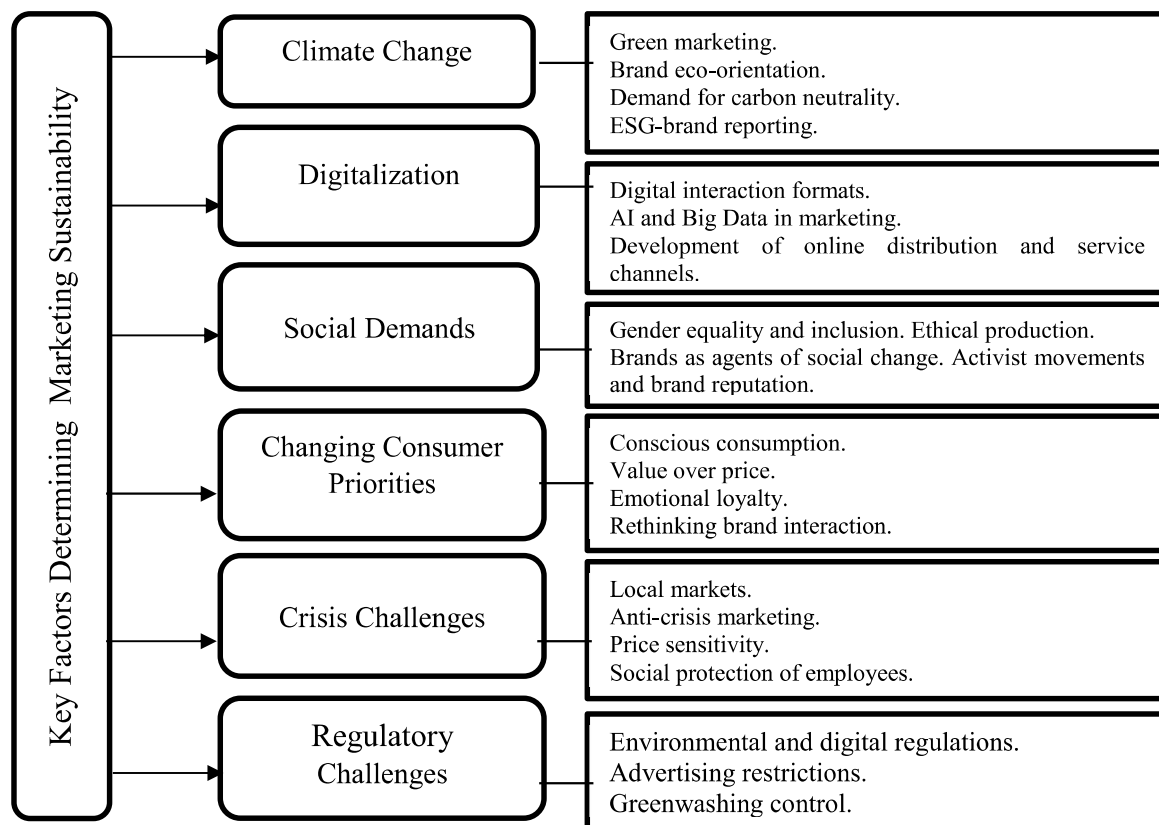 Key Factors Determining Marketing Sustainability
Climate Change
Green marketing.
Brand eco-orientation.
Demand for carbon neutrality.
ESG-brand reporting.
Digitalization
Digital interaction formats.
AI and Big Data in marketing.
Development of online distribution and service
channels.
Social Demands
Gender equality and inclusion. Ethical production.
Brands as agents of social change. Activist movements
and brand reputation.
Changing Consumer
Priorities
Conscious consumption.
Value over price.
Emotional loyalty.
Rethinking brand interaction.
Crisis Challenges
Local markets.
Anti-crisis marketing.
Price sensitivity.
Social protection of employees.
Regulatory
Challenges
Environmental and digital regulations.
Advertising restrictions.
Greenwashing control.